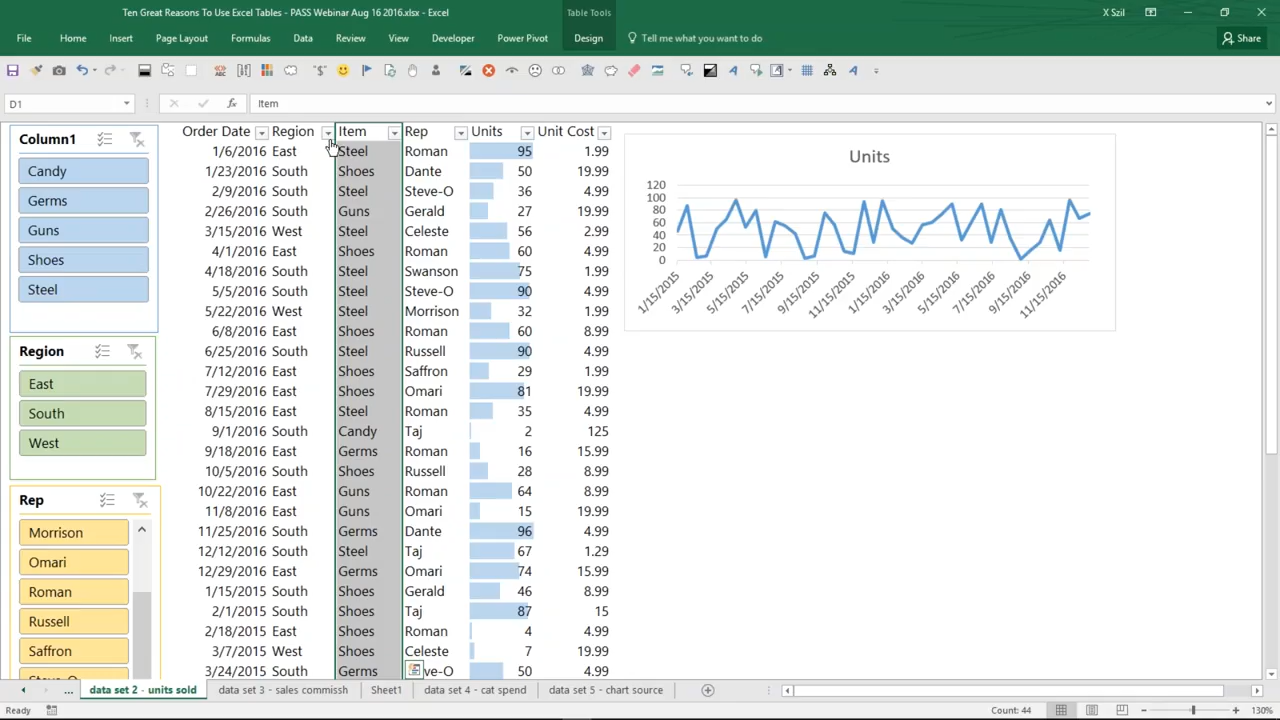 Ten Great Reasons To Use Excel Tables - PASS Webinar Aug 16 2016.xlsx - Excel
Table Tools
X Szil
File Home Insert Page Layout Formulas Data Review View Developer Power Pivot Design Tell me what you want to do Share
D1 fx Item
Order Date Region Item Rep Units Unit Cost
1/6/2016 East Steel Roman 95 1.99
1/23/2016 South Shoes Dante 50 19.99
2/9/2016 South Steel Steve-O 36 4.99
2/26/2016 South Guns Gerald 27 19.99
3/15/2016 West Steel Celeste 56 2.99
4/1/2016 East Shoes Roman 60 4.99
4/18/2016 South Steel Swanson 75 1.99
5/5/2016 South Steel Steve-O 90 4.99
5/22/2016 West Steel Morrison 32 1.99
6/8/2016 East Shoes Roman 60 8.99
6/25/2016 South Steel Russell 90 4.99
7/12/2016 East Shoes Saffron 29 1.99
7/29/2016 East Shoes Omari 81 19.99
8/15/2016 East Steel Roman 35 4.99
9/1/2016 South Candy Taj 2 125
9/18/2016 East Germs Roman 16 15.99
10/5/2016 South Shoes Russell 28 8.99
10/22/2016 East Guns Roman 64 8.99
11/8/2016 East Guns Omari 15 19.99
11/25/2016 South Germs Dante 96 4.99
12/12/2016 South Steel Taj 67 1.29
12/29/2016 East Germs Omari 74 15.99
1/15/2015 South Shoes Gerald 46 8.99
2/1/2015 South Shoes Taj 87 15
2/18/2015 East Shoes Roman 4 4.99
3/7/2015 West Shoes Celeste 7 19.99
3/24/2015 South Germs ve-O 50 4.99
Column1
Candy
Germs
Guns
Shoes
Steel
Region
East
South
West
Rep
Morrison
Omari
Roman
Russell
Saffron
Units
120
100
80
60
40
20
0
1/15/2015 3/15/2015 5/15/2015 7/15/2015 9/15/2015 11/15/2015 1/15/2016 3/15/2016 5/15/2016 7/15/2016 9/15/2016 11/15/2016
... data set 2 - units sold data set 3 - sales commissh Sheet1 data set 4 - cat spend data set 5 - chart source
Ready Count: 44 130%